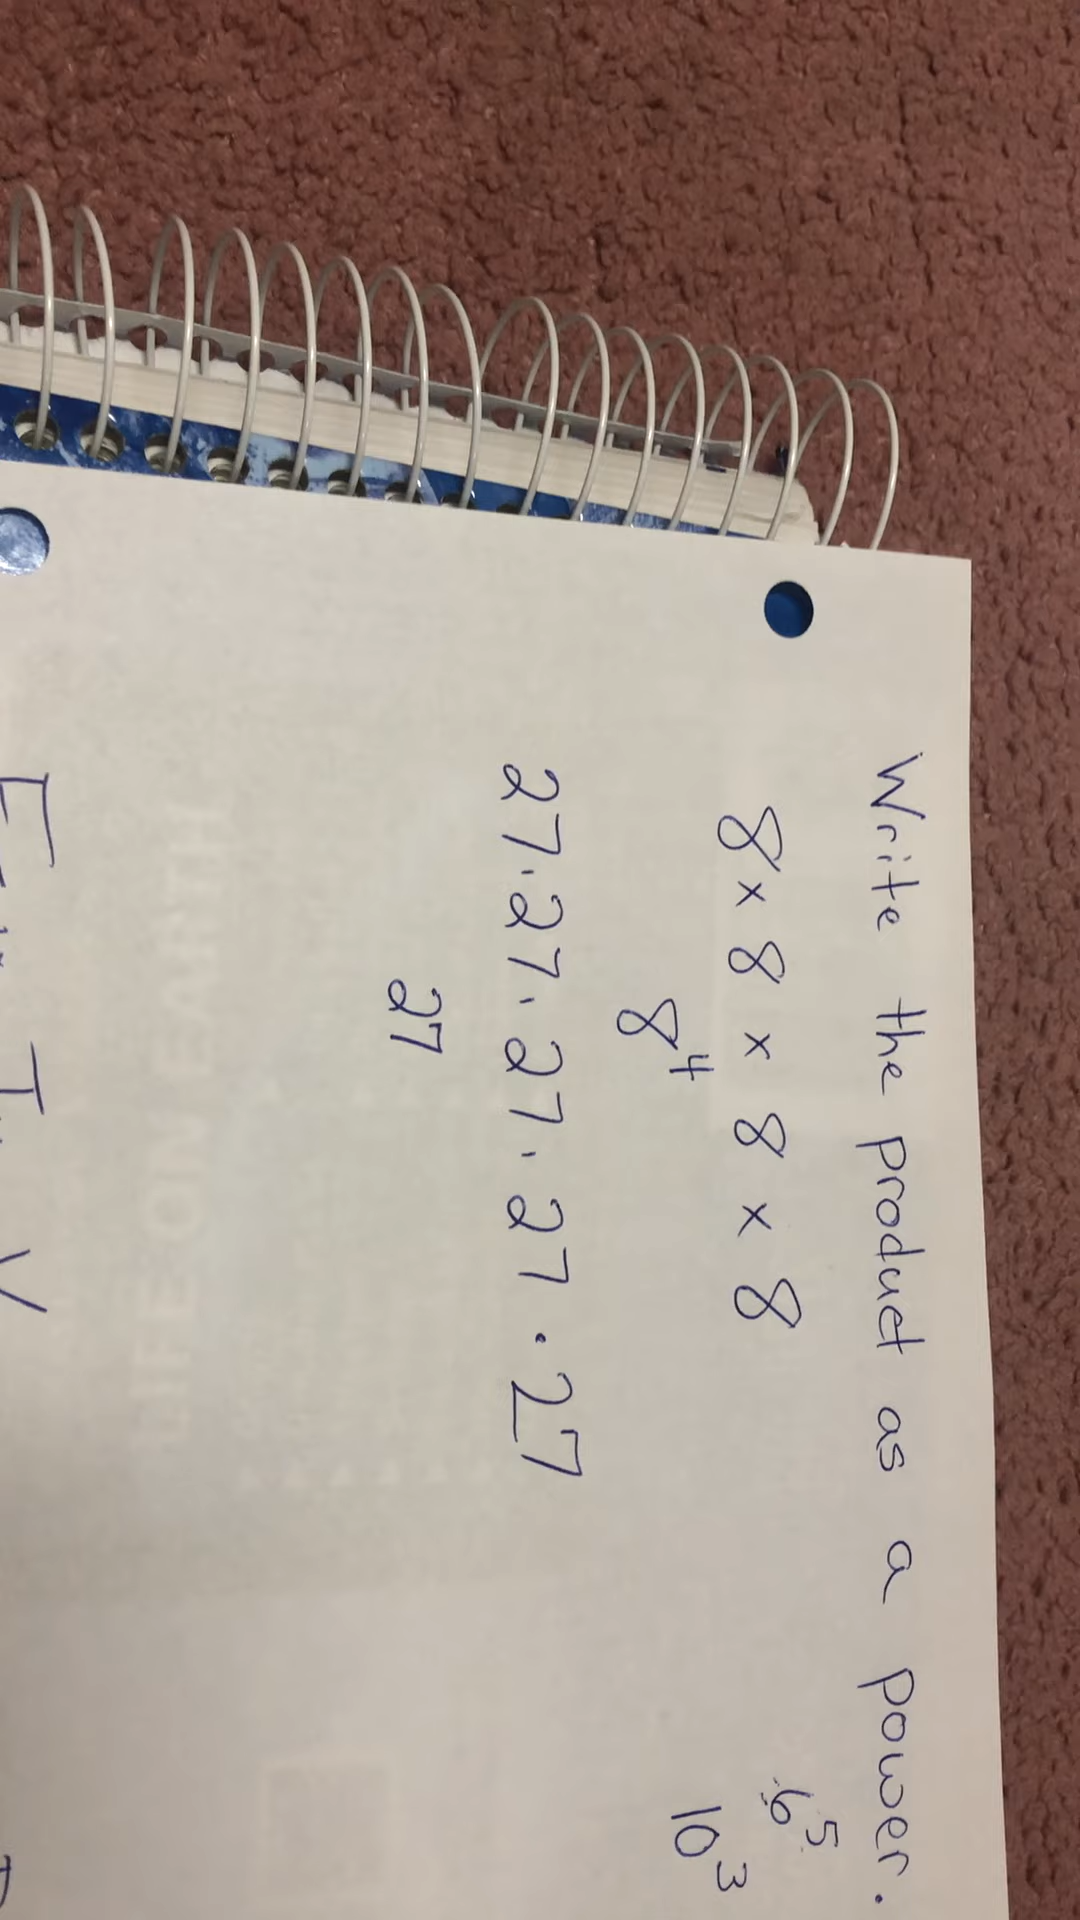 Write the product as a power.
8 × 8 × 8 × 8
6⁵
8⁴
10³
27·27·27·27·27
27